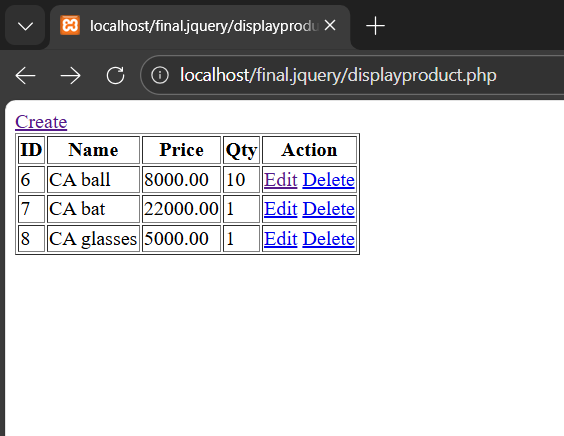 localhost/final.jquery/displayprodu
localhost/final.jquery/displayproduct.php
Create
ID Name Price Qty Action
6 CA ball 8000.00 10 Edit Delete
7 CA bat 22000.00 1 Edit Delete
8 CA glasses 5000.00 1 Edit Delete